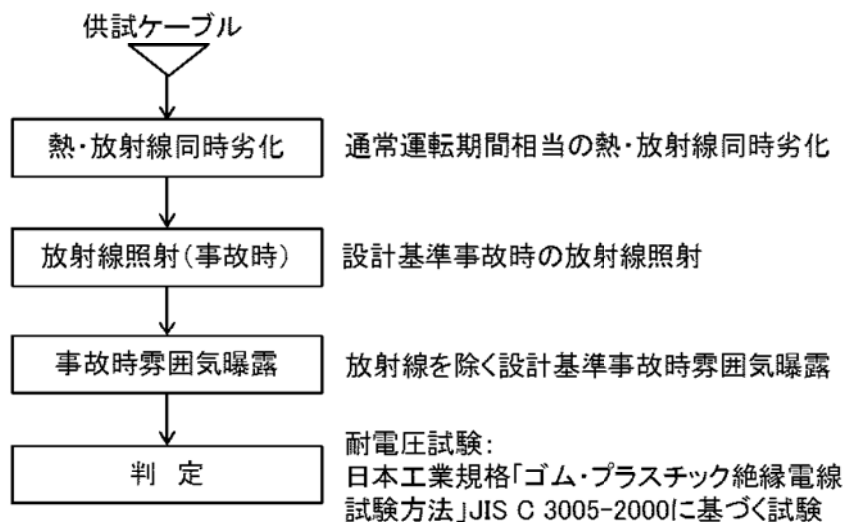 供試ケーブル
熱・放射線同時劣化
通常運転期間相当の熱・放射線同時劣化
放射線照射(事故時)
設計基準事故時の放射線照射
事故時雰囲気曝露
放射線を除く設計基準事故時雰囲気曝露
判 定
耐電圧試験:
日本工業規格「ゴム・プラスチック絶縁電線
試験方法」JIS C 3005-2000に基づく試験